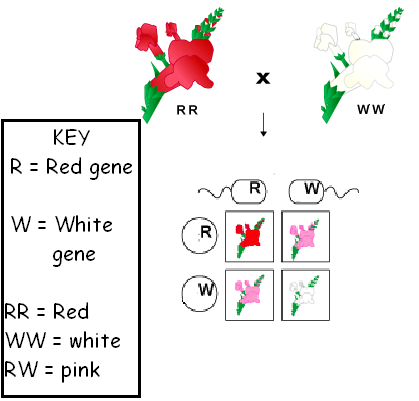 RR
x
WW
KEY
R = Red gene
W = White
gene
RR = Red
WW = white
RW = pink
R W
R
W